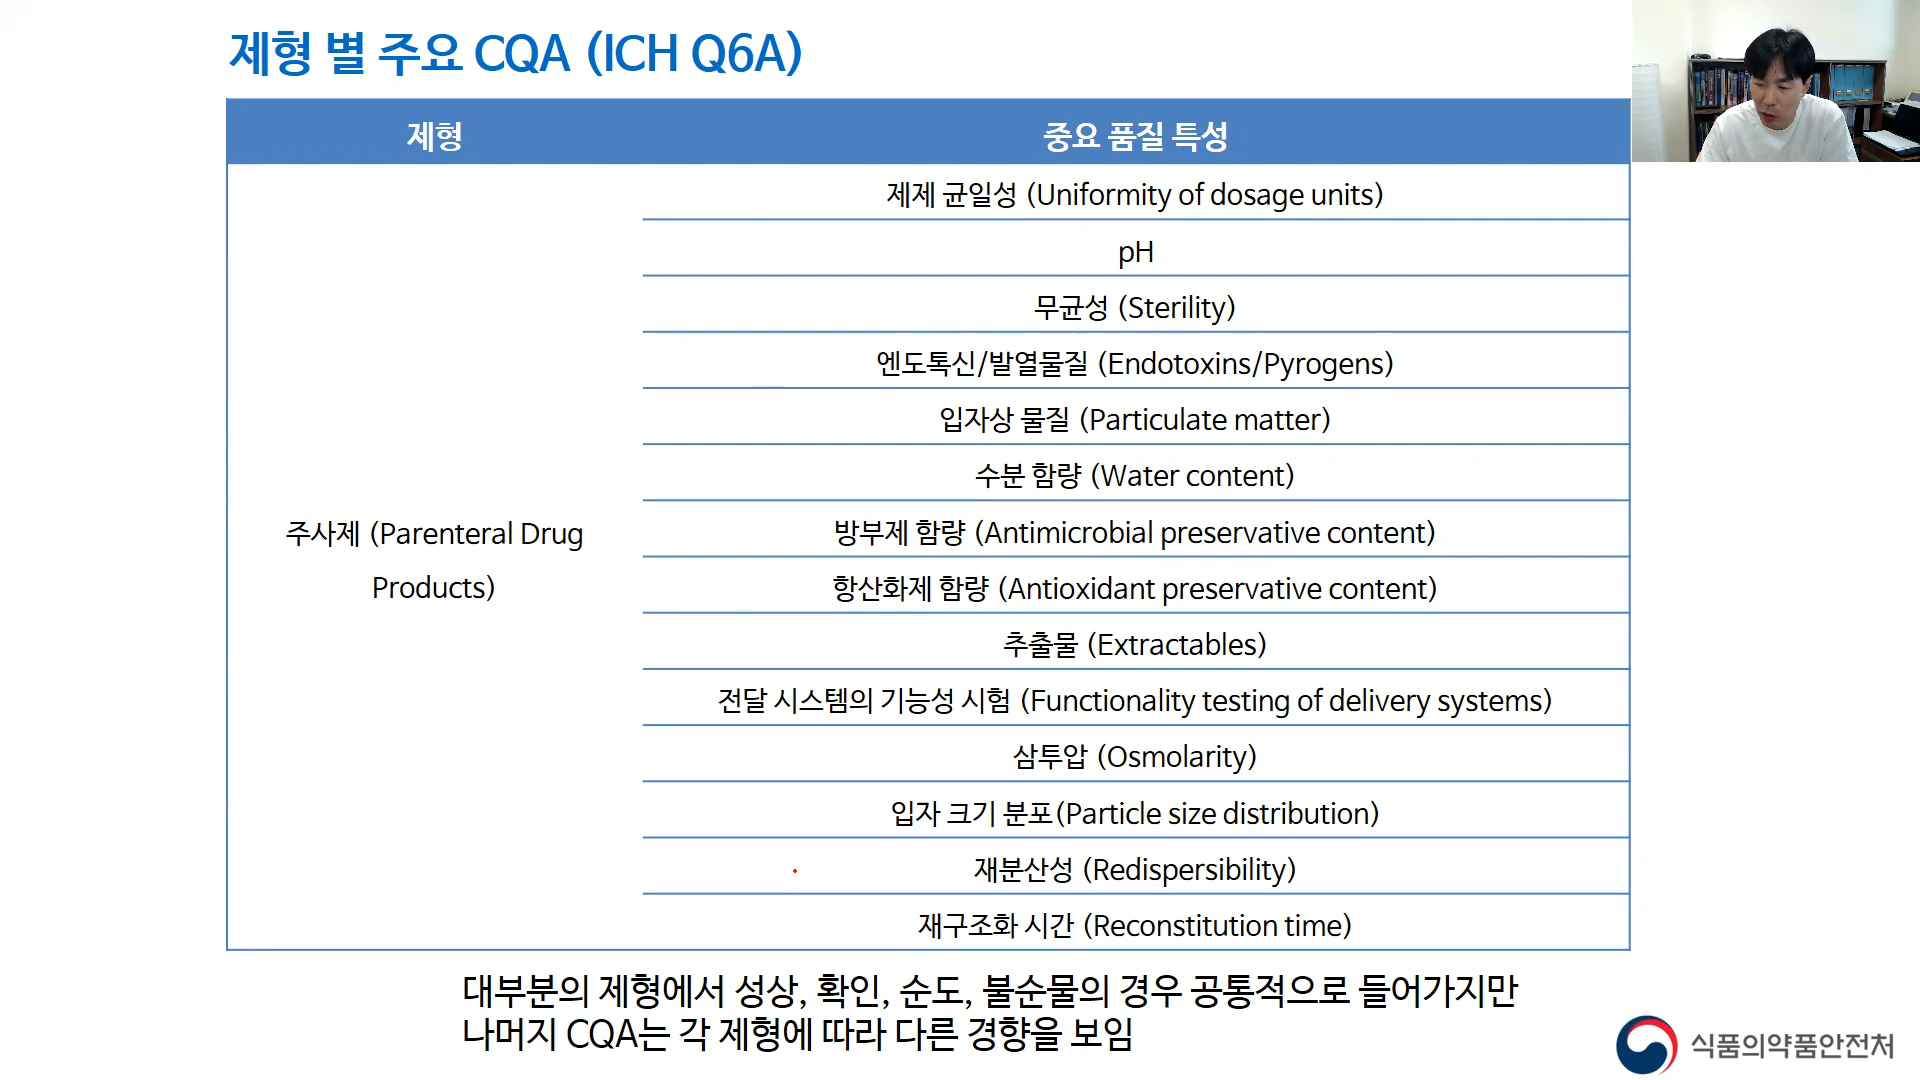 제형 별 주요 CQA (ICH Q6A)
제형
중요 품질 특성
주사제 (Parenteral Drug
Products)
제제 균일성 (Uniformity of dosage units)
pH
무균성 (Sterility)
엔도톡신/발열물질 (Endotoxins/Pyrogens)
입자상 물질 (Particulate matter)
수분 함량 (Water content)
방부제 함량 (Antimicrobial preservative content)
항산화제 함량 (Antioxidant preservative content)
추출물 (Extractables)
전달 시스템의 기능성 시험 (Functionality testing of delivery systems)
삼투압 (Osmolarity)
입자 크기 분포(Particle size distribution)
재분산성 (Redispersibility)
재구조화 시간 (Reconstitution time)
대부분의 제형에서 성상, 확인, 순도, 불순물의 경우 공통적으로 들어가지만
나머지 CQA는 각 제형에 따라 다른 경향을 보임
식품의약품안전처